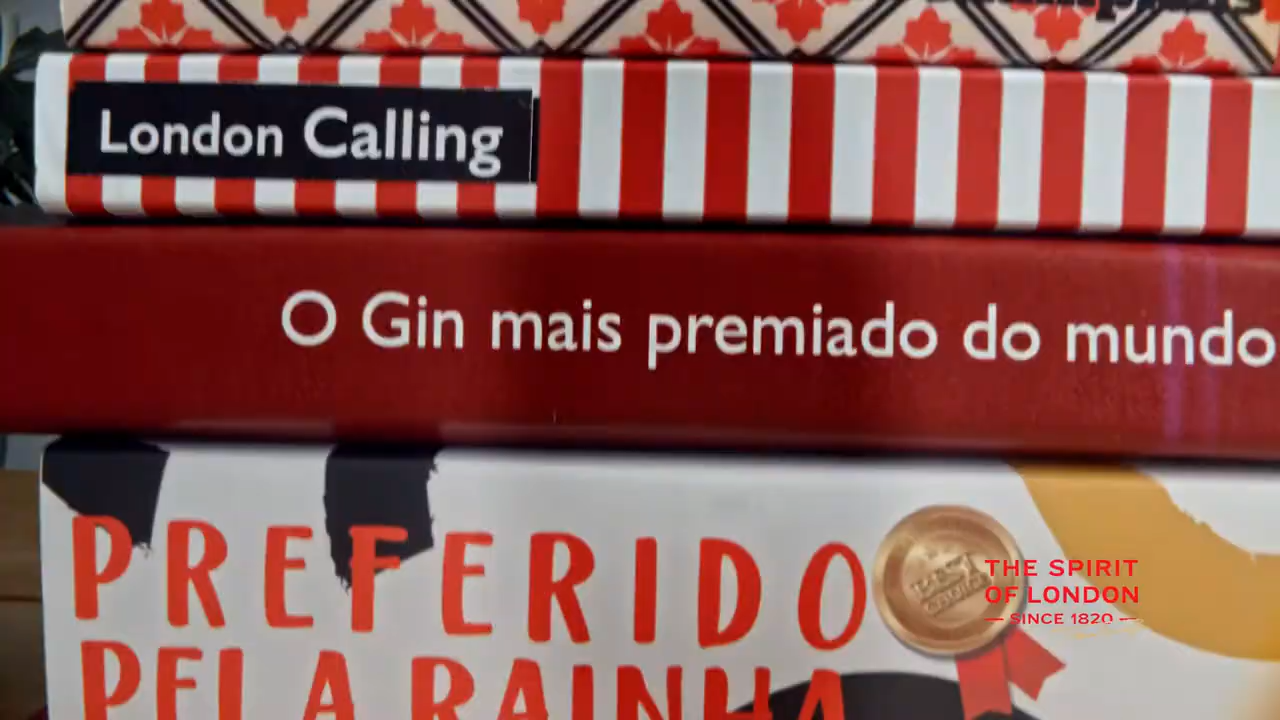 London Calling
O Gin mais premiado do mundo
PREFERIDO
PELA RAINHA
THE SPIRIT
OF LONDON
— SINCE 1820 —